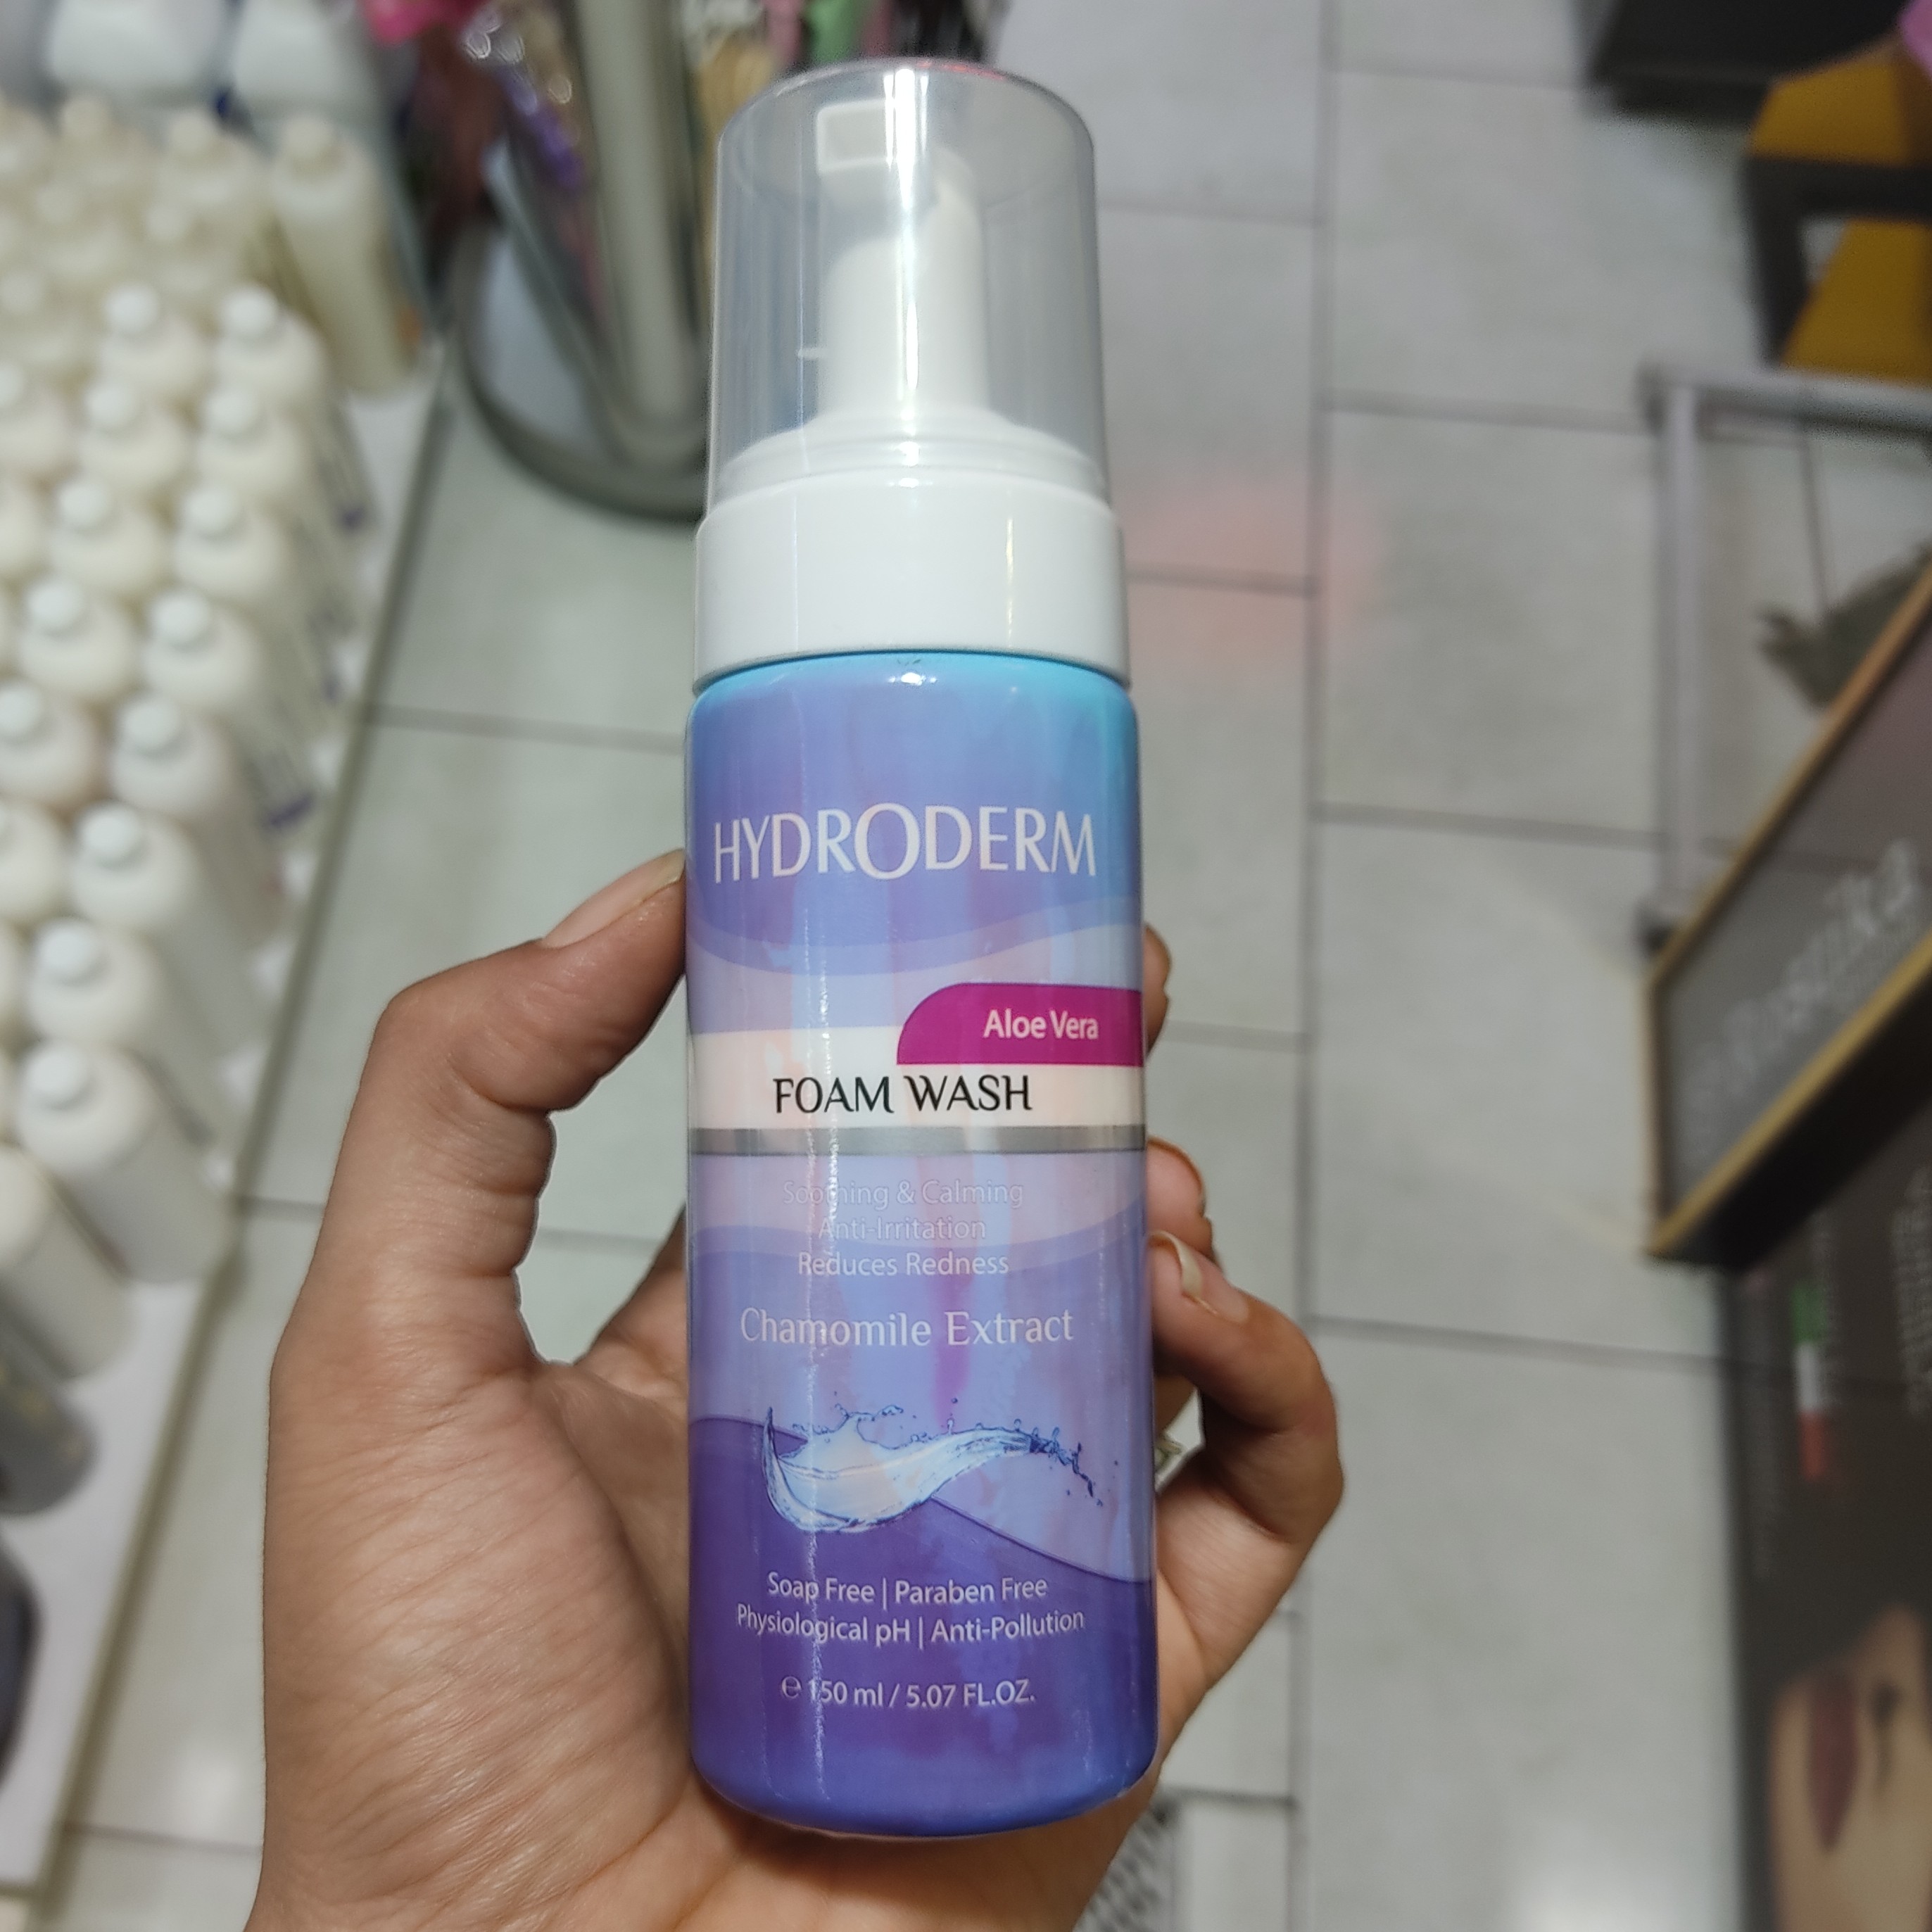 HYDRODERM
Aloe Vera
FOAM WASH
Soothing & Calming
Anti-Irritation
Reduces Redness
Chamomile Extract
Soap Free | Paraben Free
Physiological pH | Anti-Pollution
℮ 150 ml / 5.07 FL.OZ.